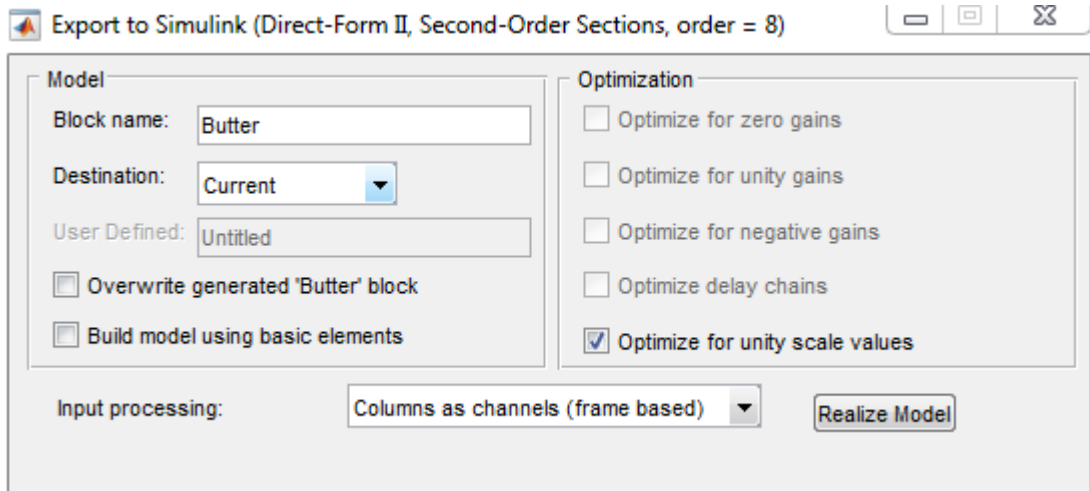 Export to Simulink (Direct-Form II, Second-Order Sections, order = 8)
Model
Block name: Butter
Destination: Current
User Defined: Untitled
Overwrite generated 'Butter' block
Build model using basic elements
Optimization
Optimize for zero gains
Optimize for unity gains
Optimize for negative gains
Optimize delay chains
Optimize for unity scale values
Input processing: Columns as channels (frame based)
Realize Model